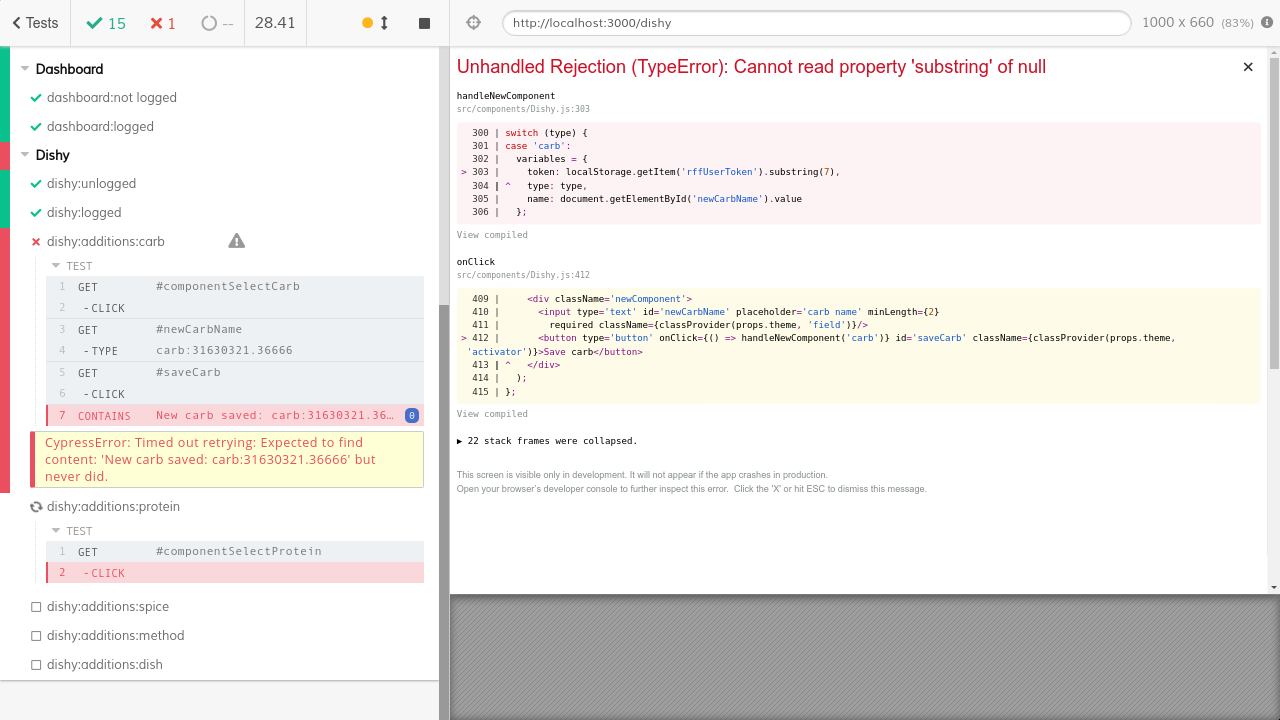 Tests
15
1
--
28.41
http://localhost:3000/dishy
1000 x 660 (83%)
Dashboard
dashboard:not logged
dashboard:logged
Dishy
dishy:unlogged
dishy:logged
dishy:additions:carb
TEST
1 GET #componentSelectCarb
2 -CLICK
3 GET #newCarbName
4 -TYPE carb:31630321.36666
5 GET #saveCarb
6 -CLICK
7 CONTAINS New carb saved: carb:31630321.36… 0
CypressError: Timed out retrying: Expected to find
content: 'New carb saved: carb:31630321.36666' but
never did.
dishy:additions:protein
TEST
1 GET #componentSelectProtein
2 -CLICK
dishy:additions:spice
dishy:additions:method
dishy:additions:dish
Unhandled Rejection (TypeError): Cannot read property 'substring' of null
×
handleNewComponent
src/components/Dishy.js:303
300 | switch (type) {
301 | case 'carb':
302 |   variables = {
> 303 |     token: localStorage.getItem('rffUserToken').substring(7),
304 | ^   type: type,
305 |     name: document.getElementById('newCarbName').value
306 |   };
View compiled
onClick
src/components/Dishy.js:412
409 |     <div className='newComponent'>
410 |       <input type='text' id='newCarbName' placeholder='carb name' minLength={2}
411 |         required className={classProvider(props.theme, 'field')}/>
> 412 |       <button type='button' onClick={() => handleNewComponent('carb')} id='saveCarb' className={classProvider(props.theme,
'activator')}>Save carb</button>
413 | ^   </div>
414 |   );
415 | };
View compiled
▶ 22 stack frames were collapsed.
This screen is visible only in development. It will not appear if the app crashes in production.
Open your browser's developer console to further inspect this error.  Click the 'X' or hit ESC to dismiss this message.